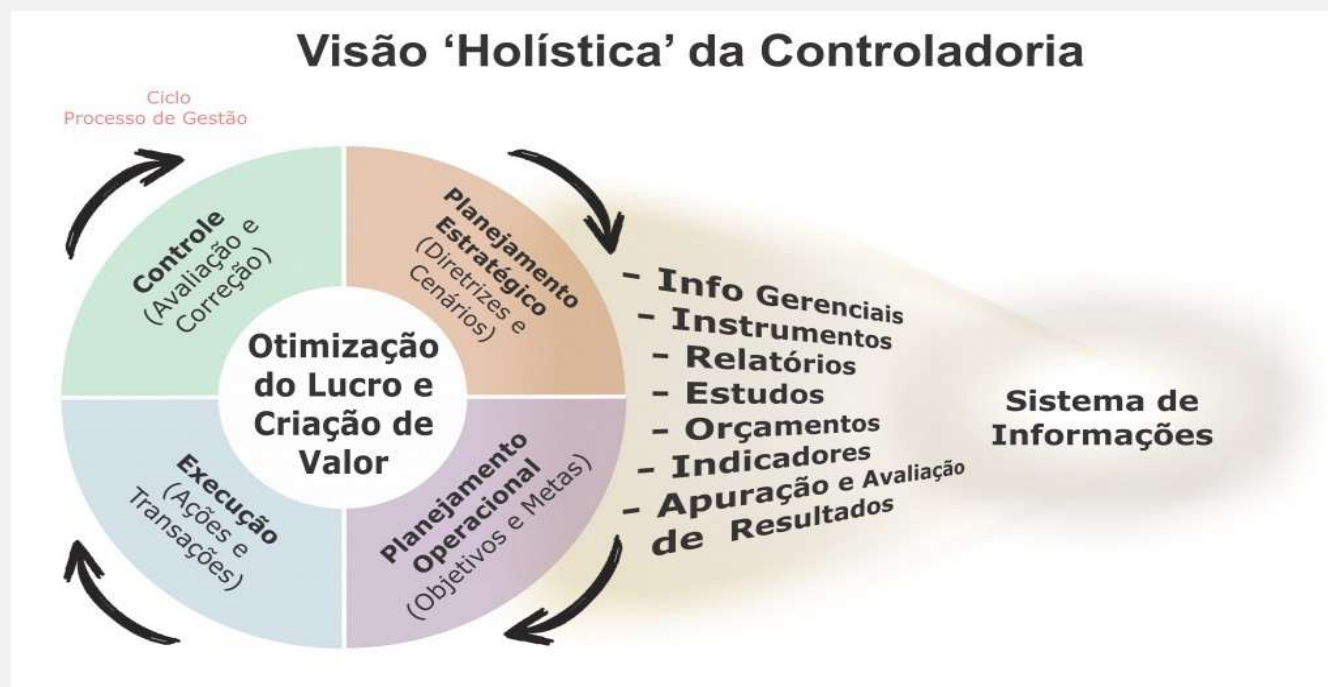 Visão ‘Holística’ da Controladoria
Ciclo
Processo de Gestão
Controle
(Avaliação e
Correção)
Planejamento
Estratégico
(Diretrizes e
Cenários)
Otimização
do Lucro e
Criação de
Valor
Execução
(Ações e
Transações)
Planejamento
Operacional
(Objetivos e Metas)
– Info Gerenciais
– Instrumentos
– Relatórios
– Estudos
– Orçamentos
– Indicadores
– Apuração e Avaliação
de Resultados
Sistema de
Informações